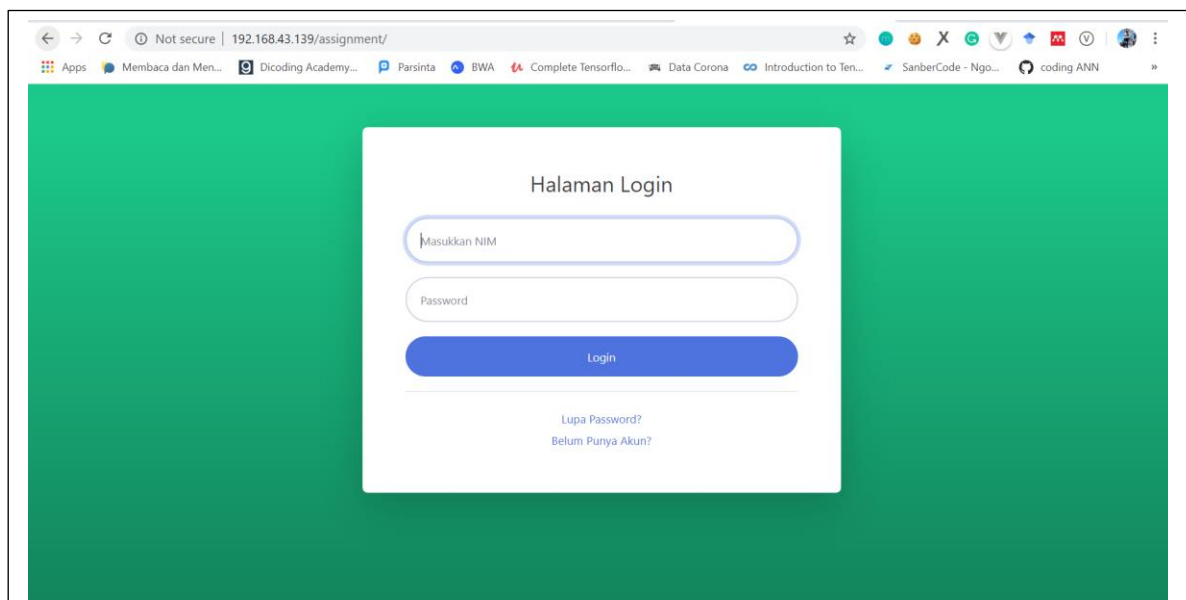 Not secure | 192.168.43.139/assignment/
Apps Membaca dan Men... Dicoding Academy... Parsinta BWA Complete Tensorflo... Data Corona Introduction to Ten... SanberCode - Ngo... coding ANN »
Halaman Login
Masukkan NIM
Password
Login
Lupa Password?
Belum Punya Akun?